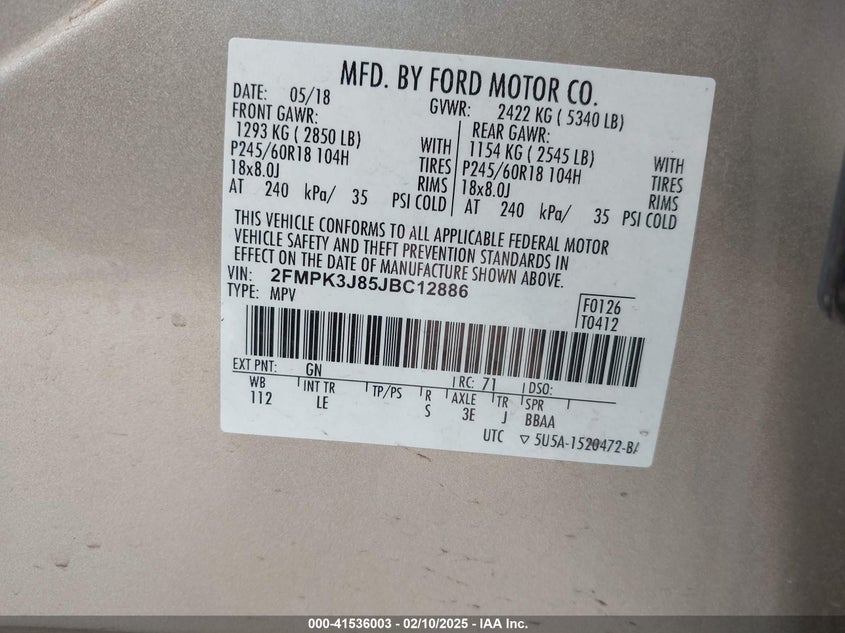 MFD. BY FORD MOTOR CO.
DATE: 05/18 GVWR: 2422 KG ( 5340 LB)
FRONT GAWR: REAR GAWR:
1293 KG ( 2850 LB) WITH 1154 KG ( 2545 LB) WITH
P245/60R18 104H TIRES P245/60R18 104H TIRES
18x8.0J RIMS 18x8.0J RIMS
AT 240 kPa/ 35 PSI COLD AT 240 kPa/ 35 PSI COLD
THIS VEHICLE CONFORMS TO ALL APPLICABLE FEDERAL MOTOR
VEHICLE SAFETY AND THEFT PREVENTION STANDARDS IN
EFFECT ON THE DATE OF MANUFACTURE SHOWN ABOVE.
VIN: 2FMPK3J85JBC12886
TYPE: MPV
F0126
T0412
EXT PNT: GN RC: 71 DSO:
WB INT TR TP/PS R AXLE TR SPR
112 LE S 3E J BBAA
UTC ▽ 5U5A-1520472-BA
000-41536003 — 02/10/2025 — IAA Inc.